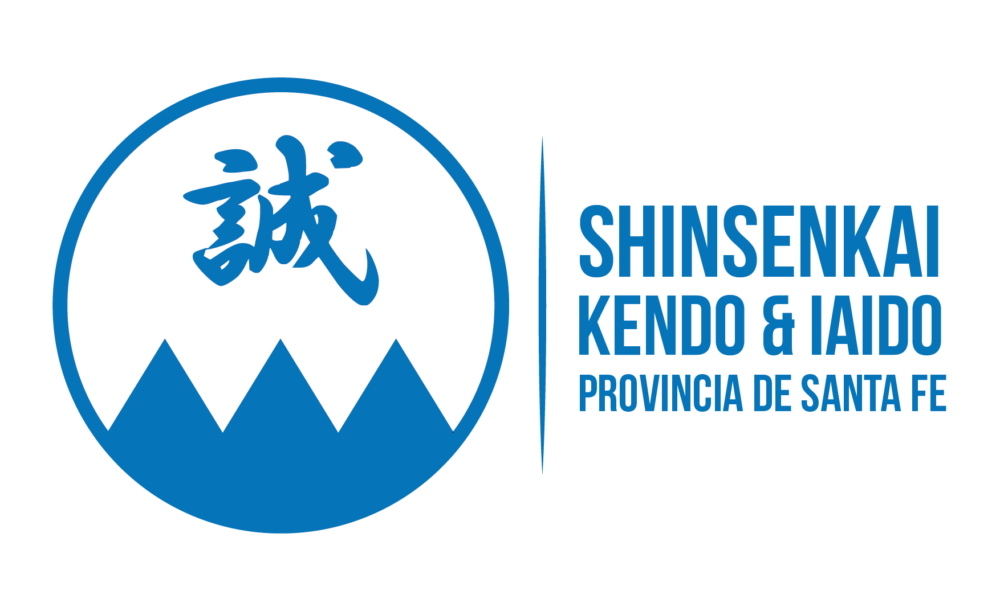 誠
SHINSENKAI
KENDO & IAIDO
PROVINCIA DE SANTA FE